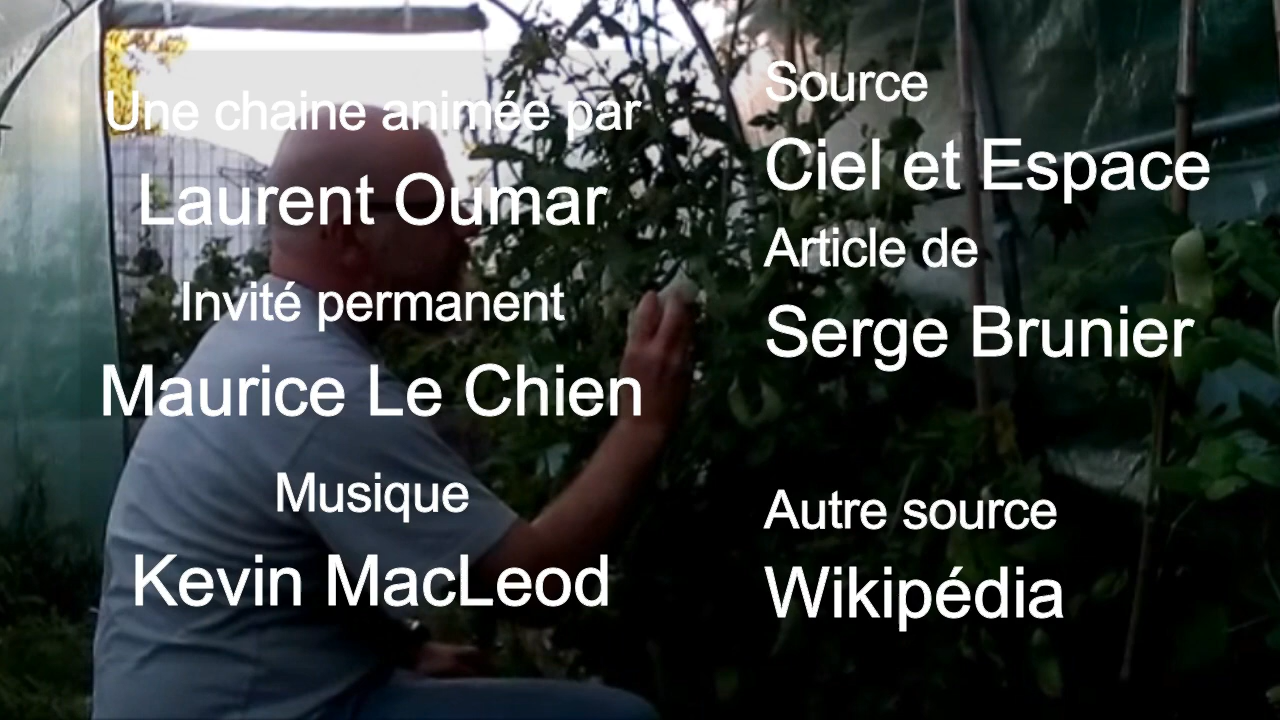 Une chaine animée par
Laurent Oumar
Invité permanent
Maurice Le Chien
Musique
Kevin MacLeod
Source
Ciel et Espace
Article de
Serge Brunier
Autre source
Wikipédia